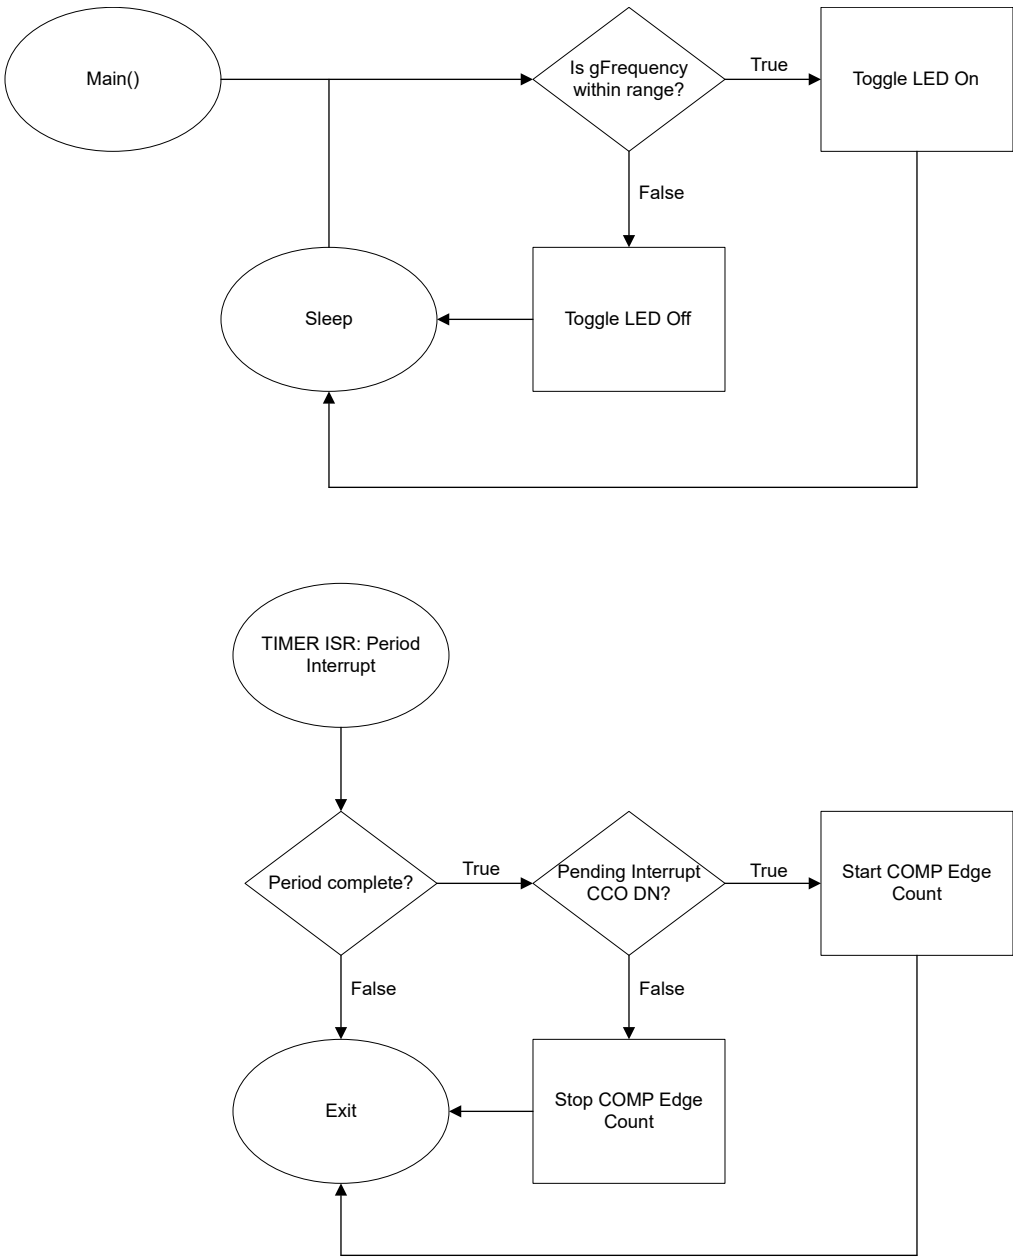 Main()
Is gFrequency
within range?
True
Toggle LED On
False
Sleep
Toggle LED Off
TIMER ISR: Period
Interrupt
Period complete?
True
Pending Interrupt
CCO DN?
True
Start COMP Edge
Count
False
False
Exit
Stop COMP Edge
Count